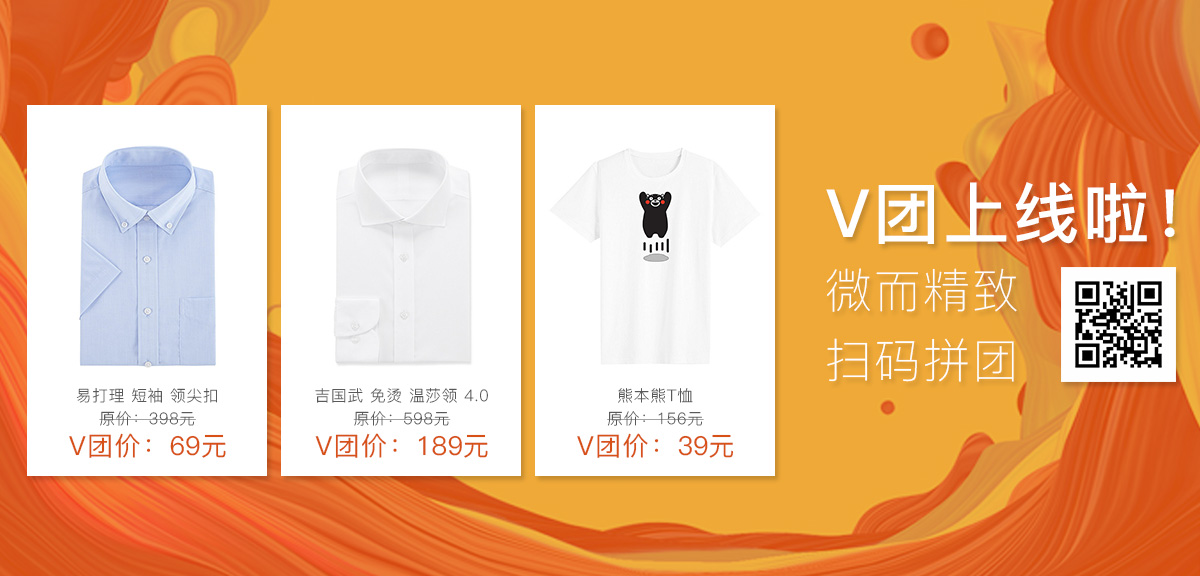 易打理 短袖 领尖扣
原价：398元
V团价：69元
吉国武 免烫 温莎领 4.0
原价：598元
V团价：189元
熊本熊T恤
原价：156元
V团价：39元
V团上线啦！
微而精致
扫码拼团